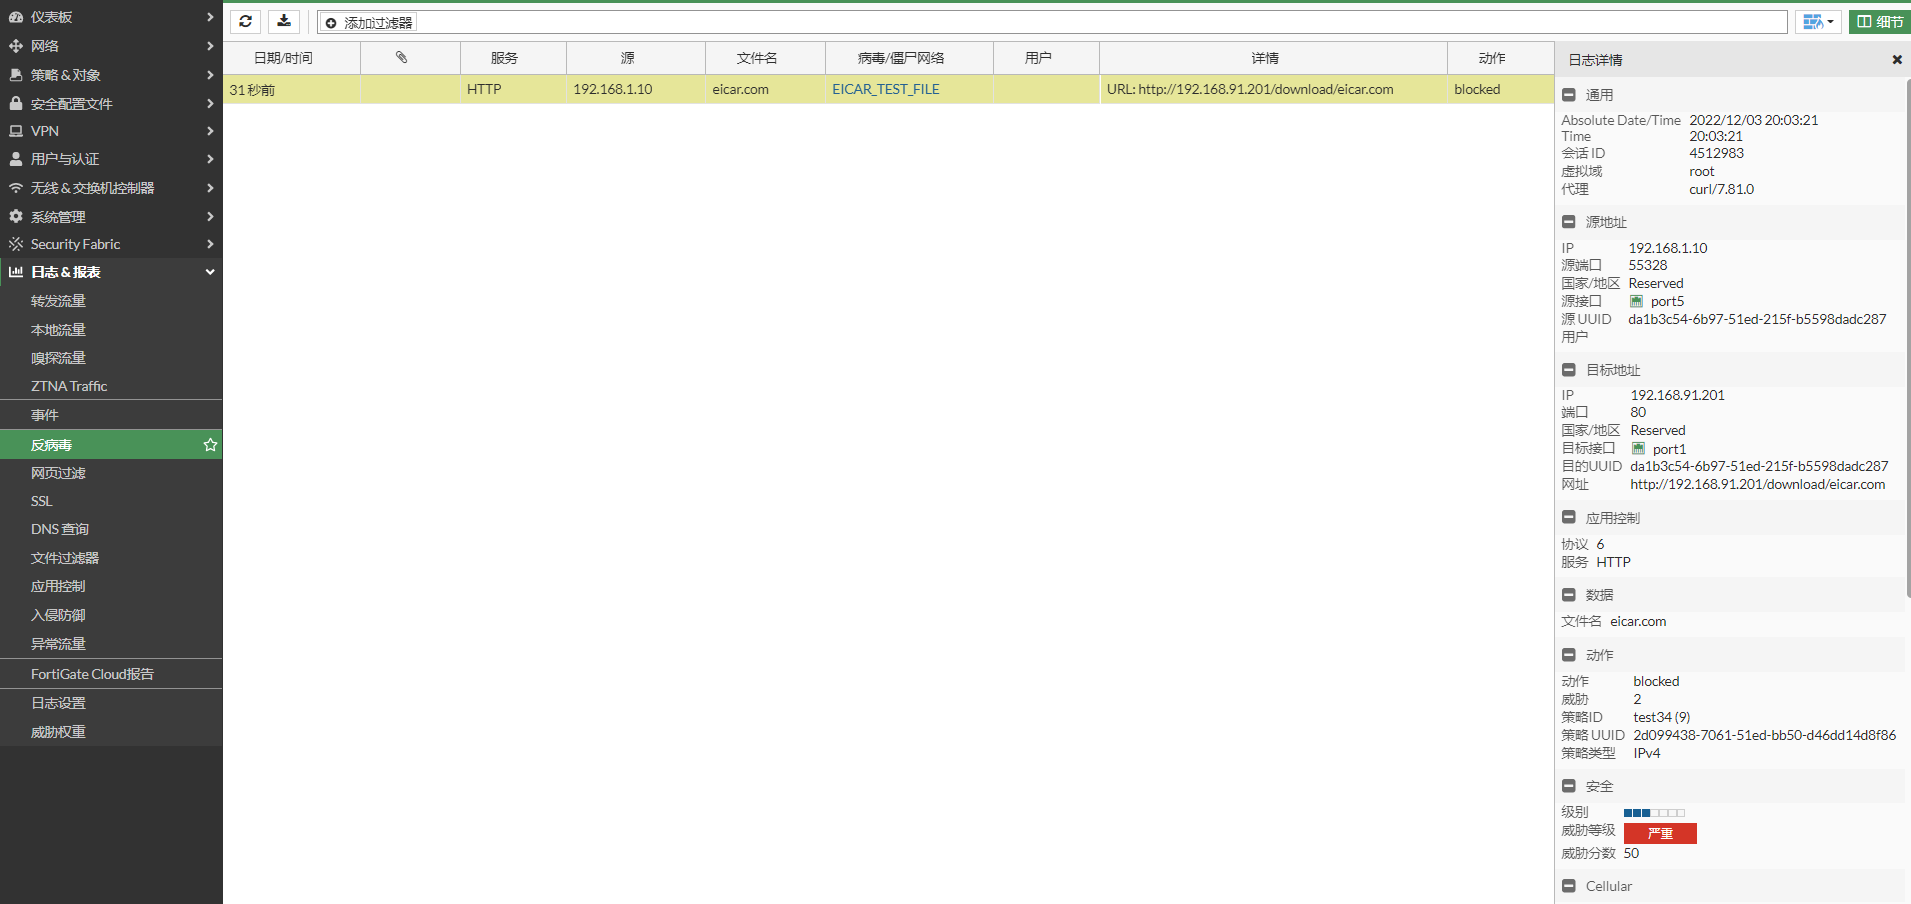 仪表板
网络
策略 & 对象
安全配置文件
VPN
用户与认证
无线 & 交换机控制器
系统管理
Security Fabric
日志 & 报表
转发流量
本地流量
嗅探流量
ZTNA Traffic
事件
反病毒
网页过滤
SSL
DNS 查询
文件过滤器
应用控制
入侵防御
异常流量
FortiGate Cloud报告
日志设置
威胁权重
添加过滤器
细节
日期/时间 服务 源 文件名 病毒/僵尸网络 用户 详情 动作
31 秒前 HTTP 192.168.1.10 eicar.com EICAR_TEST_FILE URL: http://192.168.91.201/download/eicar.com blocked
日志详情
通用
Absolute Date/Time 2022/12/03 20:03:21
Time 20:03:21
会话 ID 4512983
虚拟域 root
代理 curl/7.81.0
源地址
IP 192.168.1.10
源端口 55328
国家/地区 Reserved
源接口 port5
源 UUID da1b3c54-6b97-51ed-215f-b5598dadc287
用户
目标地址
IP 192.168.91.201
端口 80
国家/地区 Reserved
目标接口 port1
目的UUID da1b3c54-6b97-51ed-215f-b5598dadc287
网址 http://192.168.91.201/download/eicar.com
应用控制
协议 6
服务 HTTP
数据
文件名 eicar.com
动作
动作 blocked
威胁 2
策略ID test34 (9)
策略 UUID 2d099438-7061-51ed-bb50-d46dd14d8f86
策略类型 IPv4
安全
级别
威胁等级 严重
威胁分数 50
Cellular